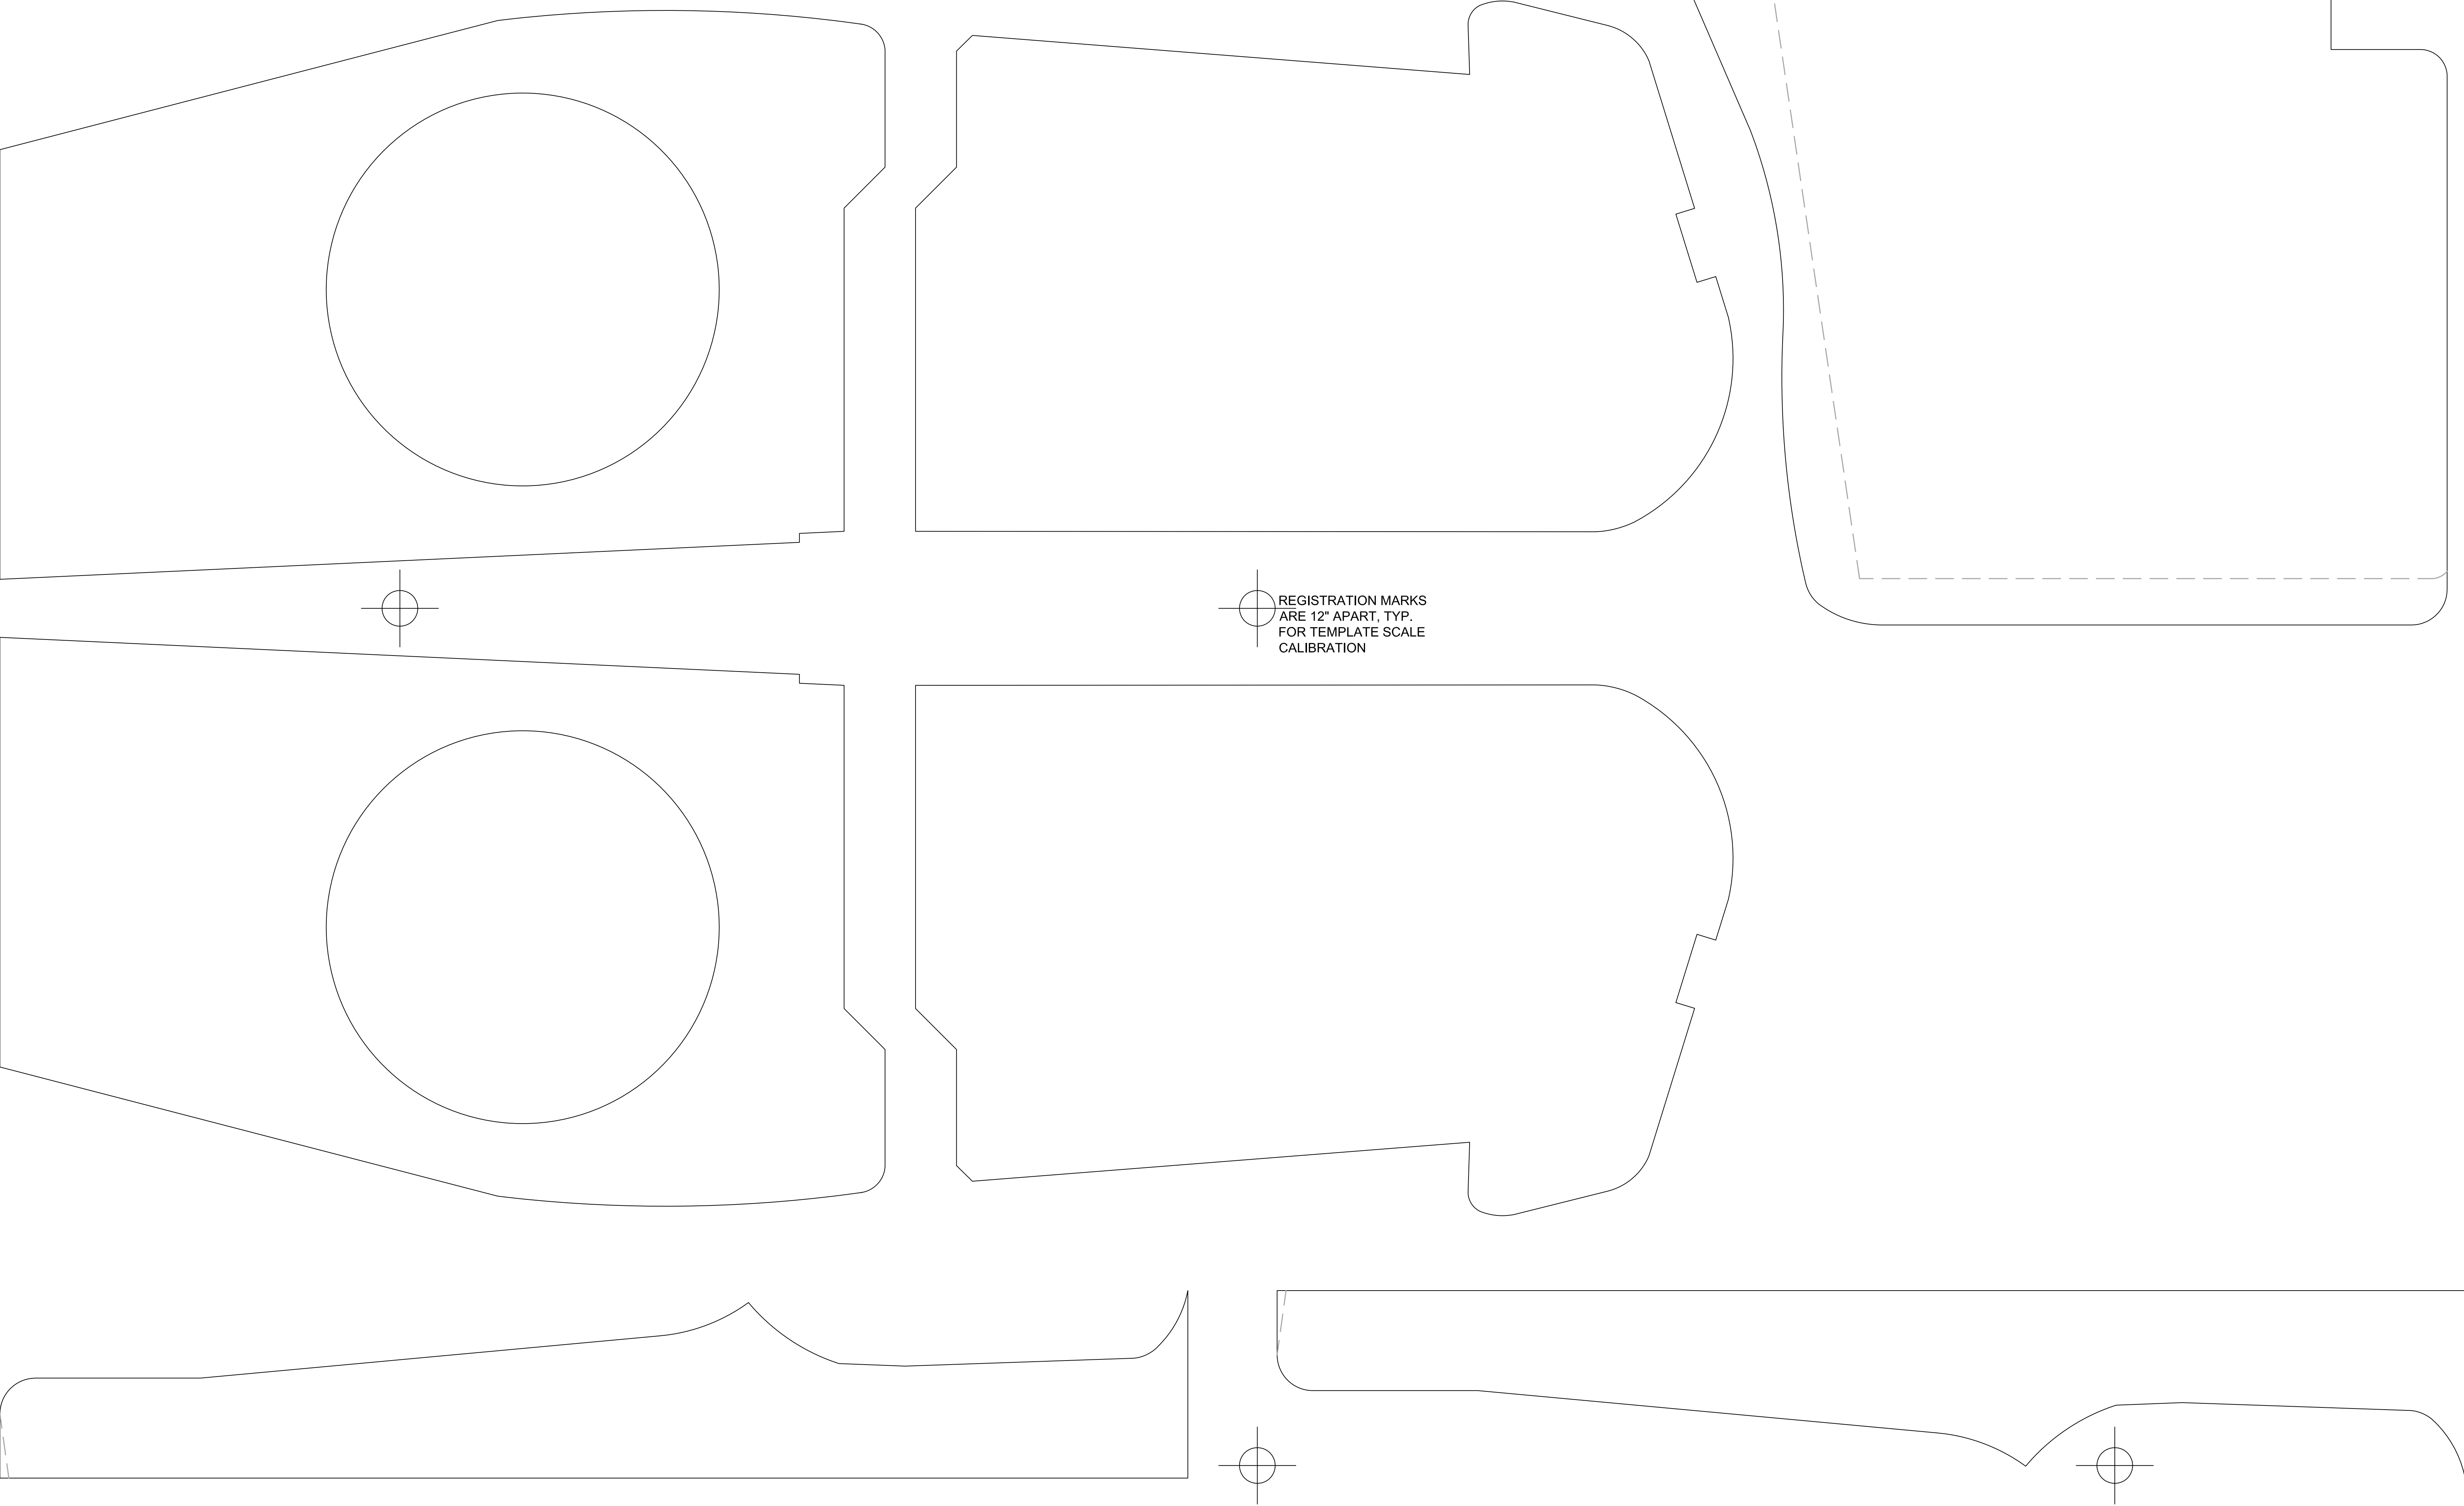 REGISTRATION MARKS
ARE 12" APART, TYP.
FOR TEMPLATE SCALE
CALIBRATION